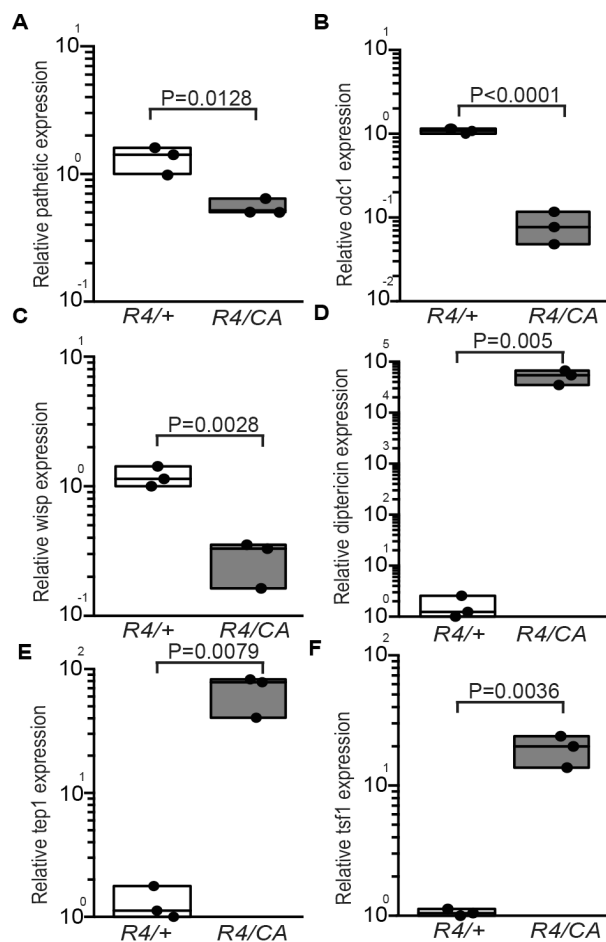 A
Relative pathetic expression
10^1
10^0
10^-1
P=0.0128
R4/+
R4/CA
B
Relative odc1 expression
10^1
10^0
10^-1
10^-2
P<0.0001
R4/+
R4/CA
C
Relative wisp expression
10^1
10^0
10^-1
P=0.0028
R4/+
R4/CA
D
Relative diptericin expression
10^5
10^4
10^3
10^2
10^1
10^0
P=0.005
R4/+
R4/CA
E
Relative tep1 expression
10^2
10^1
10^0
P=0.0079
R4/+
R4/CA
F
Relative tsf1 expression
10^2
10^1
10^0
P=0.0036
R4/+
R4/CA